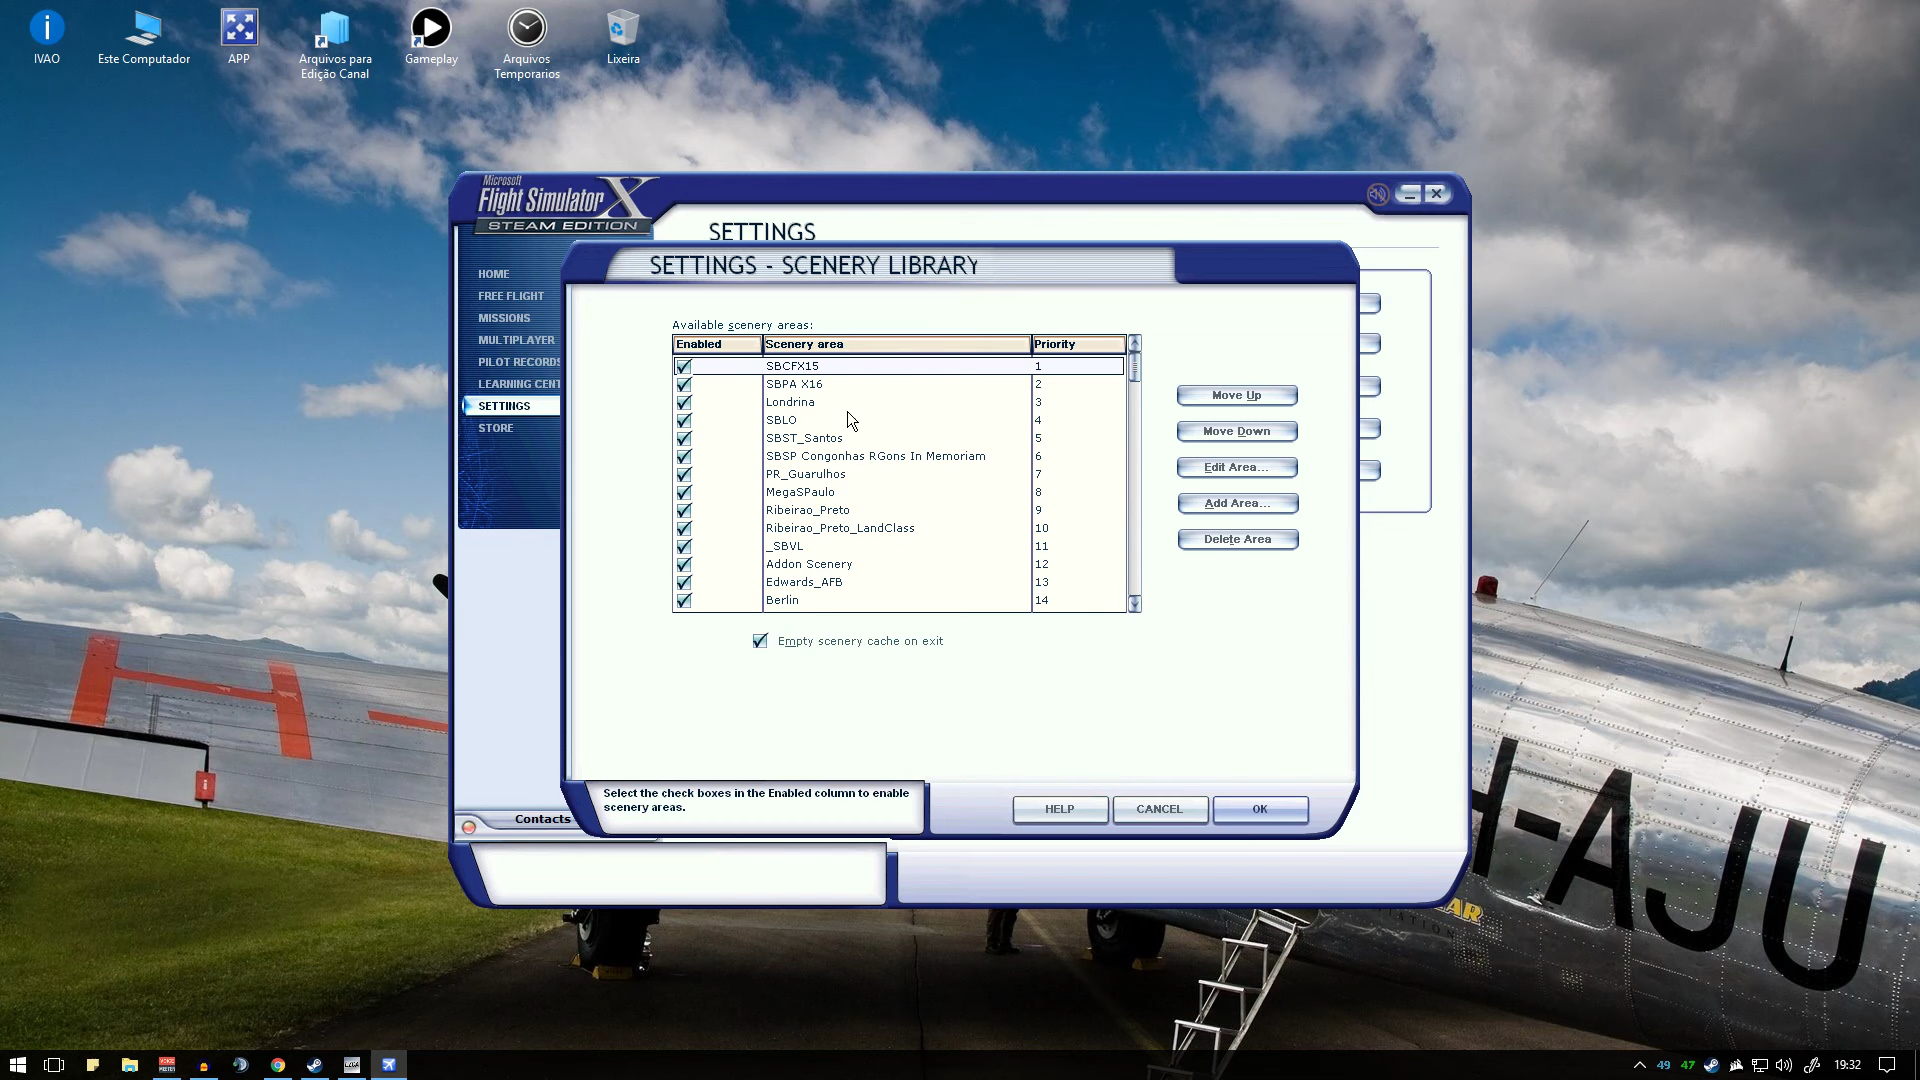 IVAO
Este Computador
APP
Arquivos para
Edição Canal
Gameplay
Arquivos
Temporarios
Lixeira
Microsoft
Flight Simulator X
STEAM EDITION
SETTINGS
SETTINGS - SCENERY LIBRARY
HOME
FREE FLIGHT
MISSIONS
MULTIPLAYER
PILOT RECORDS
LEARNING CENT
SETTINGS
STORE
Available scenery areas:
Enabled Scenery area Priority
SBCFX15 1
SBPA X16 2
Londrina 3
SBLO 4
SBST_Santos 5
SBSP Congonhas RGons In Memoriam 6
PR_Guarulhos 7
MegaSPaulo 8
Ribeirao_Preto 9
Ribeirao_Preto_LandClass 10
_SBVL 11
Addon Scenery 12
Edwards_AFB 13
Berlin 14
Move Up
Move Down
Edit Area...
Add Area...
Delete Area
Empty scenery cache on exit
Select the check boxes in the Enabled column to enable
scenery areas.
HELP
CANCEL
OK
Contacts
H-
H-AJU
AR
49
47
19:32